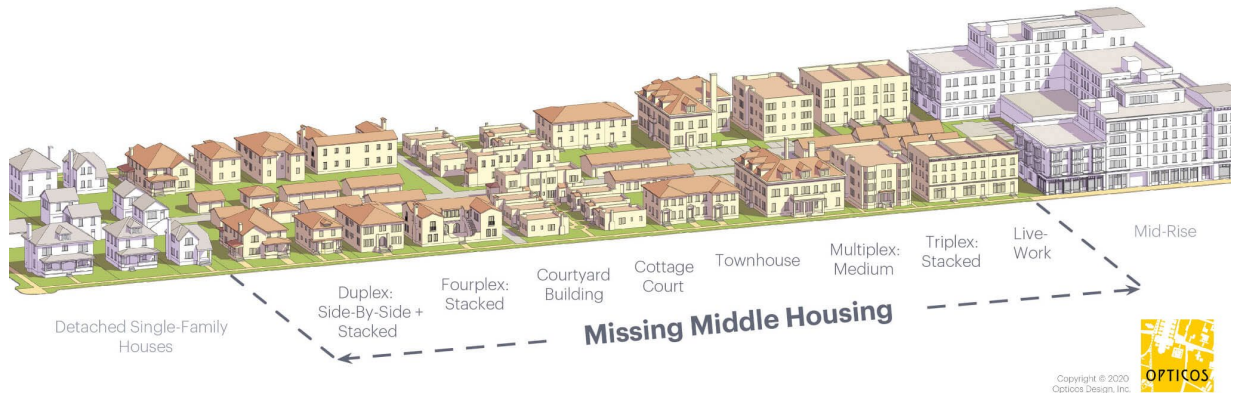 Detached Single-Family
Houses
Duplex:
Side-By-Side +
Stacked
Fourplex:
Stacked
Courtyard
Building
Cottage
Court
Townhouse
Multiplex:
Medium
Triplex:
Stacked
Live-
Work
Mid-Rise
Missing Middle Housing
Copyright © 2020
Opticos Design, Inc.
OPTICOS